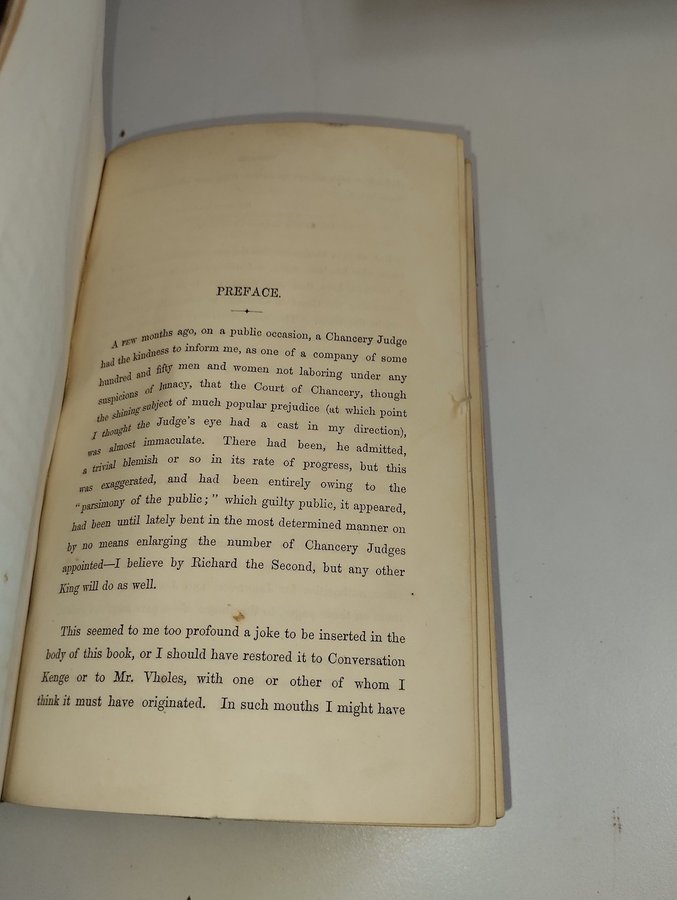 PREFACE.
A FEW months ago, on a public occasion, a Chancery Judge
had the kindness to inform me, as one of a company of some
hundred and fifty men and women not laboring under any
suspicions of lunacy, that the Court of Chancery, though
the shining subject of much popular prejudice (at which point
I thought the Judge's eye had a cast in my direction),
was almost immaculate. There had been, he admitted,
a trivial blemish or so in its rate of progress, but this
was exaggerated, and had been entirely owing to the
"parsimony of the public;" which guilty public, it appeared,
had been until lately bent in the most determined manner on
by no means enlarging the number of Chancery Judges
appointed—I believe by Richard the Second, but any other
King will do as well.
This seemed to me too profound a joke to be inserted in the
body of this book, or I should have restored it to Conversation
Kenge or to Mr. Vholes, with one or other of whom I
think it must have originated. In such mouths I might have